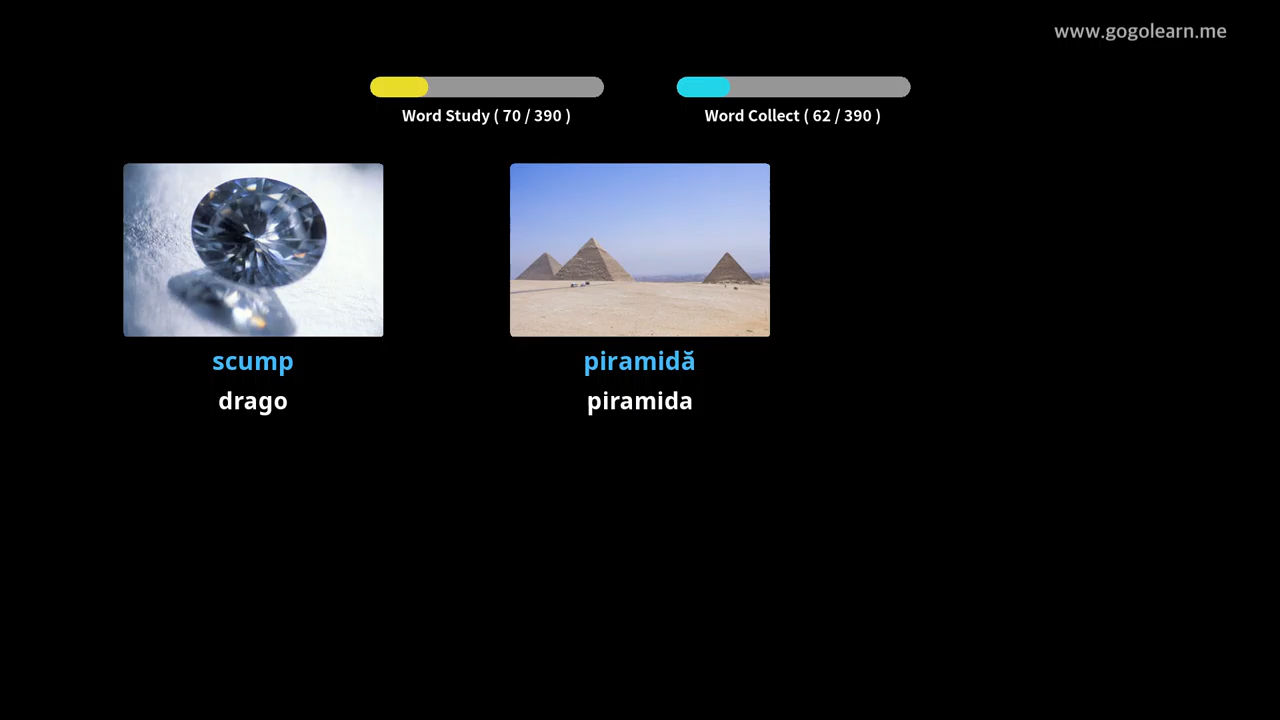 www.gogolearn.me
Word Study ( 70 / 390 )
Word Collect ( 62 / 390 )
scump
drago
piramidă
piramida